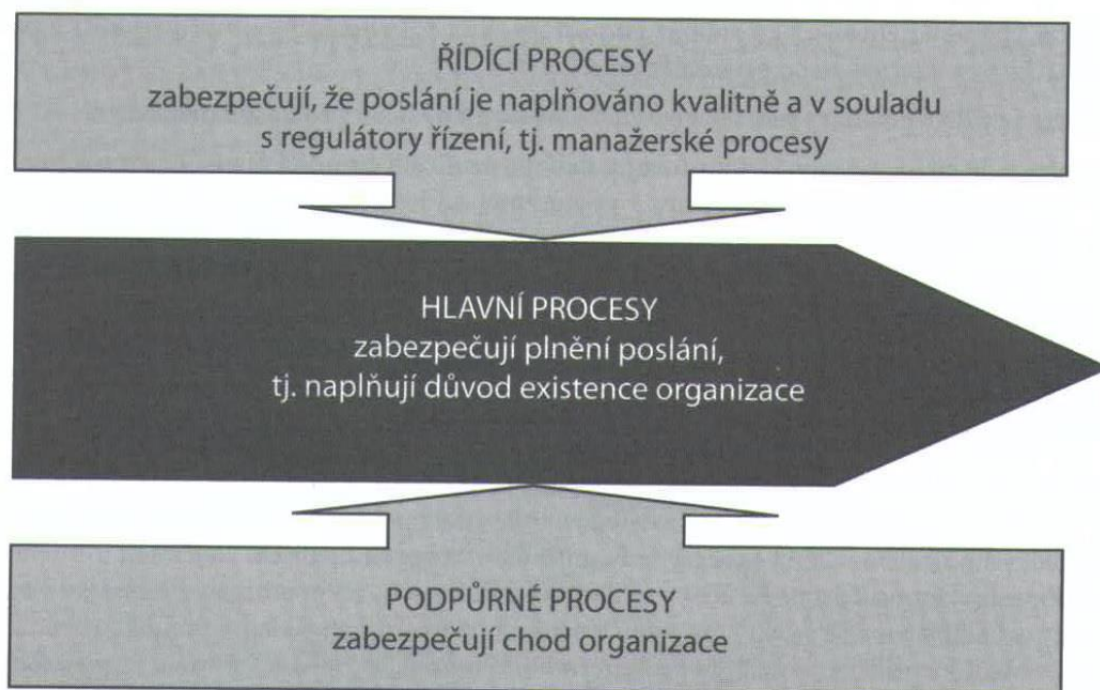 ŘÍDÍCÍ PROCESY
zabezpečují, že poslání je naplňováno kvalitně a v souladu
s regulátory řízení, tj. manažerské procesy
HLAVNÍ PROCESY
zabezpečují plnění poslání,
tj. naplňují důvod existence organizace
PODPŮRNÉ PROCESY
zabezpečují chod organizace